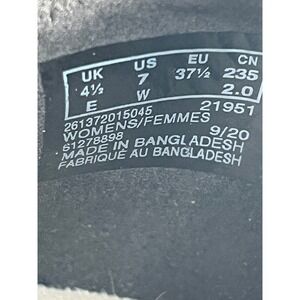 UK US EU CN
4½ 7 37½ 235
E W 2.0
261372015045 21951
WOMENS/FEMMES
61278898 9/20
MADE IN BANGLADESH
FABRIQUÉ AU BANGLADESH